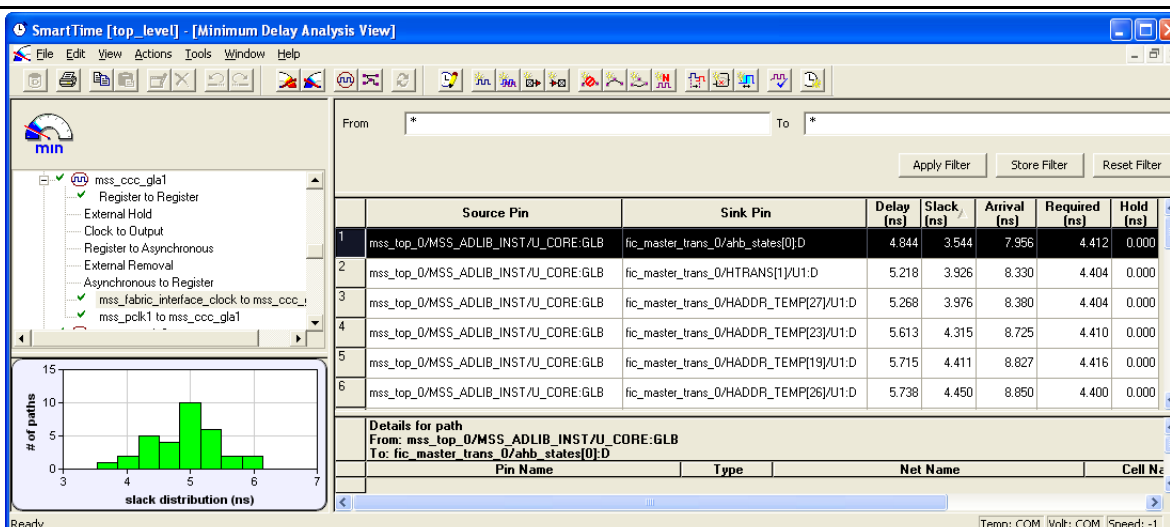 SmartTime [top_level] - [Minimum Delay Analysis View]
File Edit View Actions Tools Window Help
min
From * To *
Apply Filter Store Filter Reset Filter
mss_ccc_gla1
Register to Register
External Hold
Clock to Output
Register to Asynchronous
External Removal
Asynchronous to Register
mss_fabric_interface_clock to mss_ccc_
mss_pclk1 to mss_ccc_gla1
Source Pin Sink Pin Delay (ns) Slack (ns) Arrival (ns) Required (ns) Hold (ns)
1 mss_top_0/MSS_ADLIB_INST/U_CORE:GLB fic_master_trans_0/ahb_states[0]:D 4.844 3.544 7.956 4.412 0.000
2 mss_top_0/MSS_ADLIB_INST/U_CORE:GLB fic_master_trans_0/HTRANS[1]/U1:D 5.218 3.926 8.330 4.404 0.000
3 mss_top_0/MSS_ADLIB_INST/U_CORE:GLB fic_master_trans_0/HADDR_TEMP[27]/U1:D 5.268 3.976 8.380 4.404 0.000
4 mss_top_0/MSS_ADLIB_INST/U_CORE:GLB fic_master_trans_0/HADDR_TEMP[23]/U1:D 5.613 4.315 8.725 4.410 0.000
5 mss_top_0/MSS_ADLIB_INST/U_CORE:GLB fic_master_trans_0/HADDR_TEMP[19]/U1:D 5.715 4.411 8.827 4.416 0.000
6 mss_top_0/MSS_ADLIB_INST/U_CORE:GLB fic_master_trans_0/HADDR_TEMP[26]/U1:D 5.738 4.450 8.850 4.400 0.000
# of paths
15
10
5
0
3 4 5 6 7
slack distribution (ns)
Details for path
From: mss_top_0/MSS_ADLIB_INST/U_CORE:GLB
To: fic_master_trans_0/ahb_states[0]:D
Pin Name Type Net Name Cell Na
Ready Temp: COM Volt: COM Speed: -1